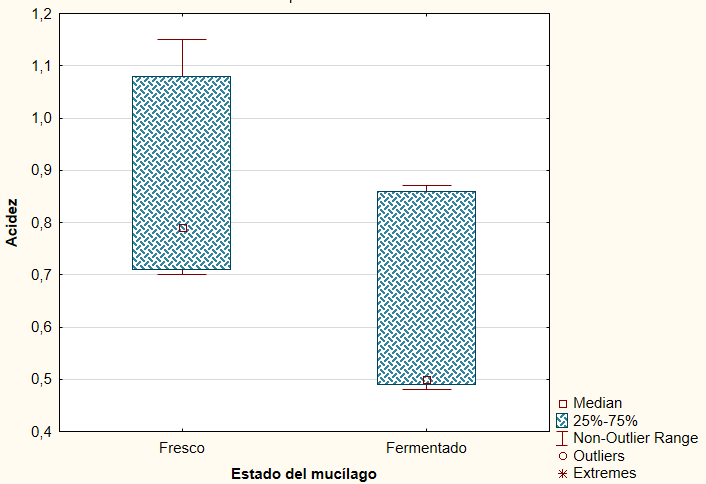 1,2
1,1
1,0
0,9
0,8
0,7
0,6
0,5
0,4
Acidez
Fresco
Fermentado
Estado del mucílago
Median
25%-75%
Non-Outlier Range
Outliers
Extremes